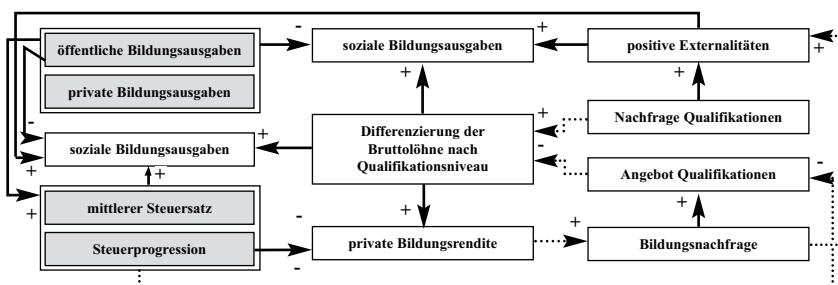 öffentliche Bildungsausgaben
-
soziale Bildungsausgaben
+
positive Externalitäten
+
private Bildungsausgaben
+
+
-
soziale Bildungsausgaben
+
+
+
Differenzierung der
Bruttolöhne nach
Qualifikationsniveau
+
-
Nachfrage Qualifikationen
Angebot Qualifikationen
-
+
mittlerer Steuersatz
-
+
+
+
Steuerprogression
-
private Bildungsrendite
Bildungsnachfrage